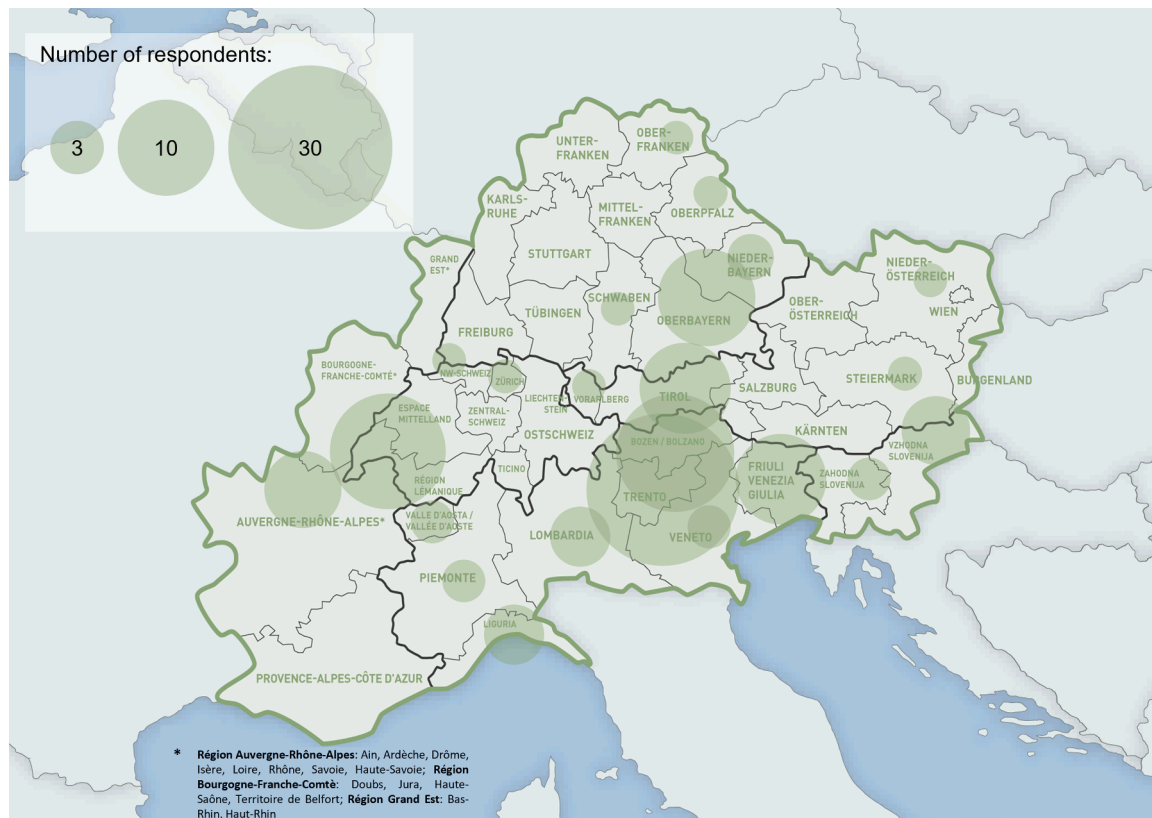 Number of respondents:
3
10
30
UNTER-
FRANKEN
OBER-
FRANKEN
KARLS-
RUHE
MITTEL-
FRANKEN
OBERPFALZ
GRAND
EST*
STUTTGART
NIEDER-
BAYERN
NIEDER-
ÖSTERREICH
SCHWABEN
TÜBINGEN
OBERBAYERN
OBER-
ÖSTERREICH
WIEN
FREIBURG
BOURGOGNE-
FRANCHE-COMTÉ*
NW-SCHWEIZ
ZÜRICH
LIECHTEN-
STEIN
VORARLBERG
TIROL
SALZBURG
STEIERMARK
BURGENLAND
ESPACE
MITTELLAND
ZENTRAL-
SCHWEIZ
OSTSCHWEIZ
BOZEN / BOLZANO
KÄRNTEN
VZHODNA
SLOVENIJA
TICINO
RÉGION
LÉMANIQUE
TRENTO
FRIULI
VENEZIA
GIULIA
ZAHODNA
SLOVENIJA
AUVERGNE-RHÔNE-ALPES*
VALLE D'AOSTA /
VALLÉE D'AOSTE
LOMBARDIA
VENETO
PIEMONTE
LIGURIA
PROVENCE-ALPES-CÔTE D'AZUR
* Région Auvergne-Rhône-Alpes: Ain, Ardèche, Drôme,
Isère, Loire, Rhône, Savoie, Haute-Savoie; Région
Bourgogne-Franche-Comtè: Doubs, Jura, Haute-
Saône, Territoire de Belfort; Région Grand Est: Bas-
Rhin, Haut-Rhin